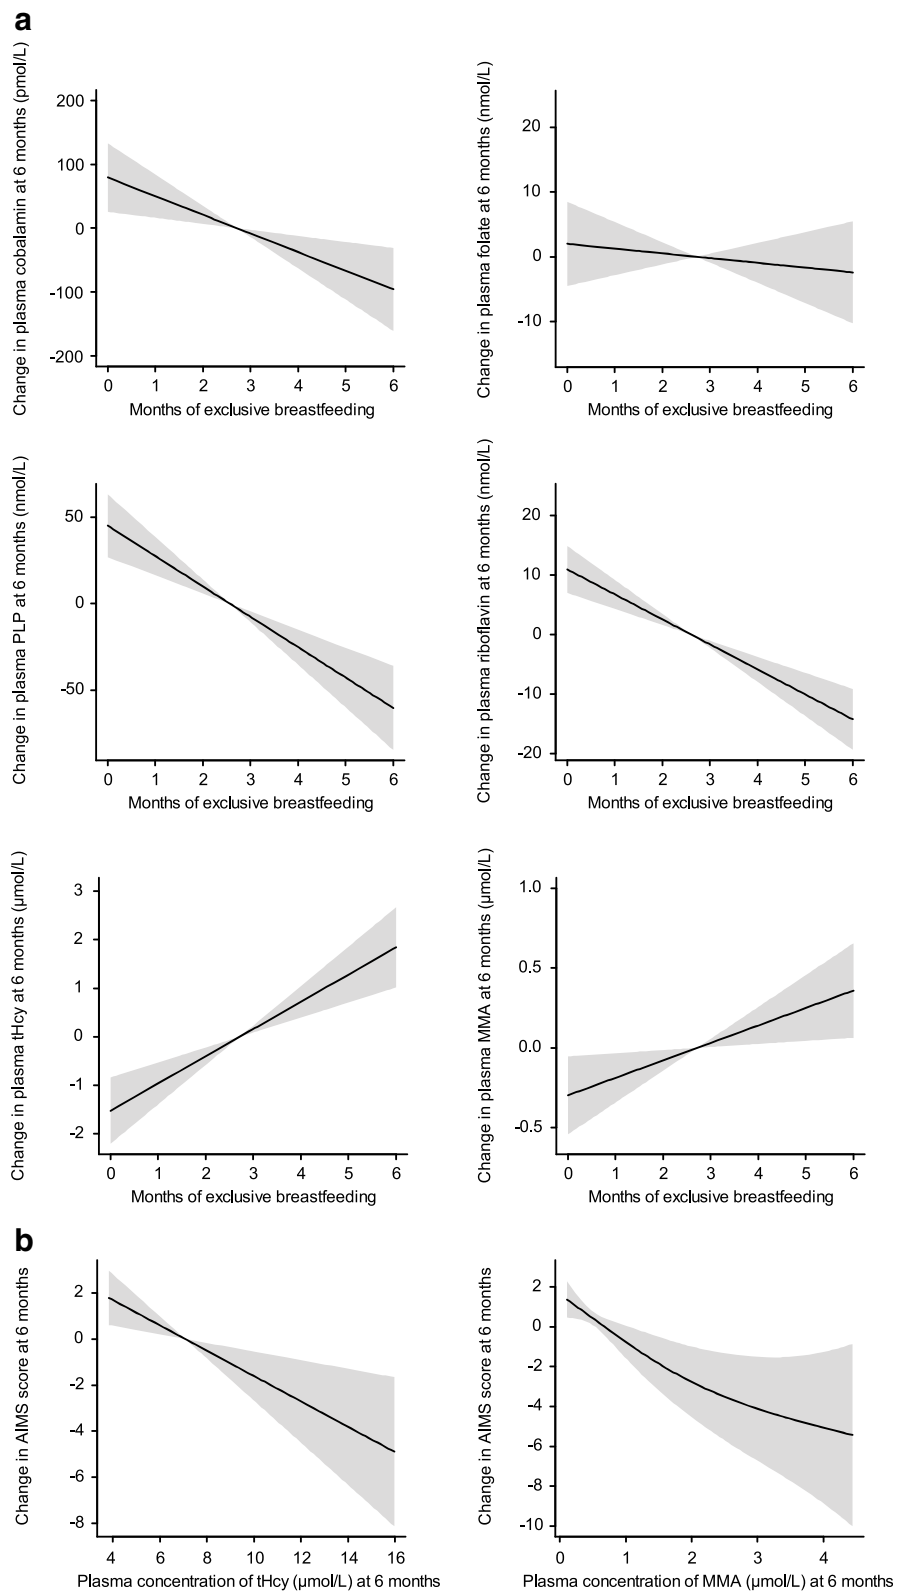 a
Change in plasma cobalamin at 6 months (pmol/L)
200
100
0
-100
-200
0 1 2 3 4 5 6
Months of exclusive breastfeeding
Change in plasma folate at 6 months (nmol/L)
20
10
0
-10
0 1 2 3 4 5 6
Months of exclusive breastfeeding
Change in plasma PLP at 6 months (nmol/L)
50
0
-50
0 1 2 3 4 5 6
Months of exclusive breastfeeding
Change in plasma riboflavin at 6 months (nmol/L)
20
10
0
-10
-20
0 1 2 3 4 5 6
Months of exclusive breastfeeding
Change in plasma tHcy at 6 months (µmol/L)
3
2
1
0
-1
-2
0 1 2 3 4 5 6
Months of exclusive breastfeeding
Change in plasma MMA at 6 months (µmol/L)
1.0
0.5
0.0
-0.5
0 1 2 3 4 5 6
Months of exclusive breastfeeding
b
Change in AIMS score at 6 months
2
0
-2
-4
-6
-8
4 6 8 10 12 14 16
Plasma concentration of tHcy (µmol/L) at 6 months
Change in AIMS score at 6 months
2
0
-2
-4
-6
-8
-10
0 1 2 3 4
Plasma concentration of MMA (µmol/L) at 6 months